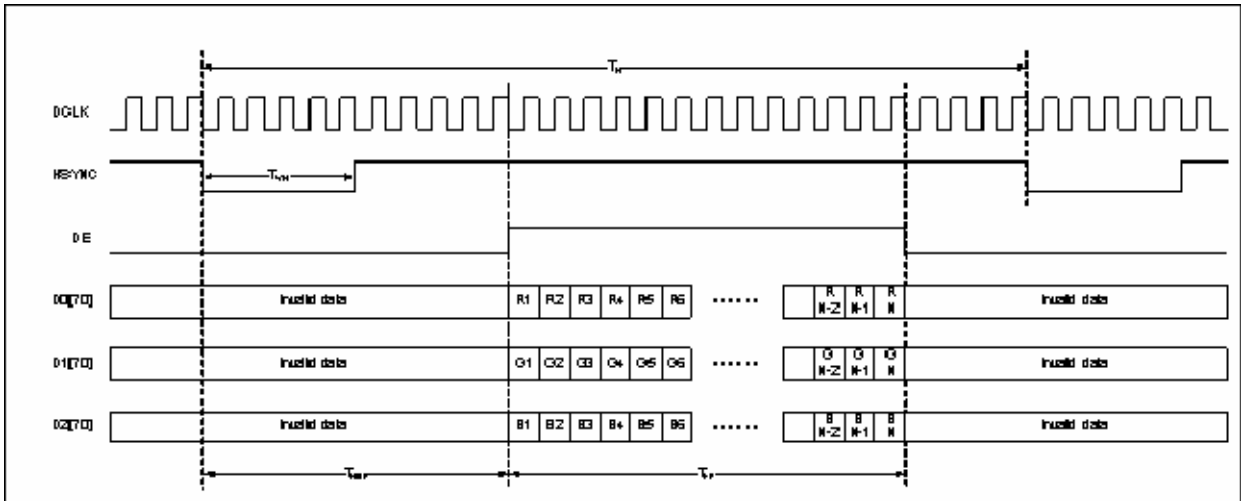 T_H
DCLK
HSYNC
DE
D0[7:0] Invalid data R1 R2 R3 R4 R5 R6 ...... R N-2 R N-1 R N Invalid data
D1[7:0] Invalid data G1 G2 G3 G4 G5 G6 ...... G N-2 G N-1 G N Invalid data
D2[7:0] Invalid data B1 B2 B3 B4 B5 B6 ...... B N-2 B N-1 B N Invalid data